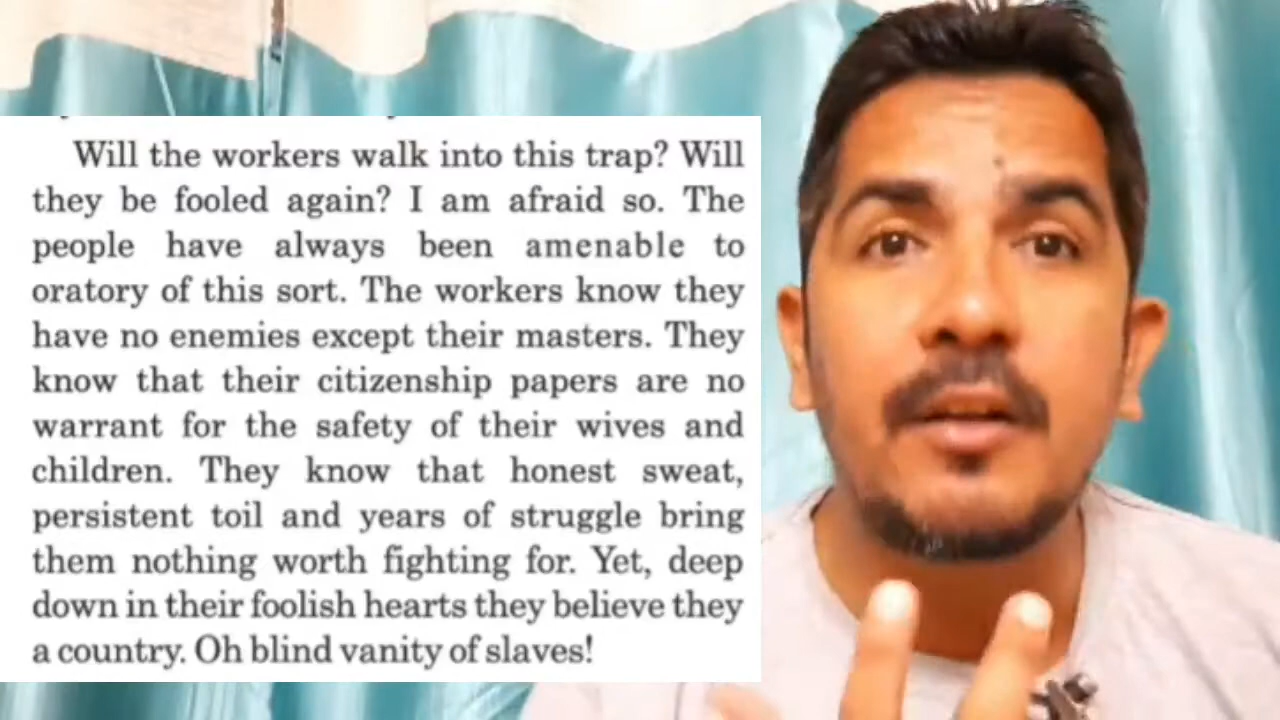 Will the workers walk into this trap? Will
they be fooled again? I am afraid so. The
people have always been amenable to
oratory of this sort. The workers know they
have no enemies except their masters. They
know that their citizenship papers are no
warrant for the safety of their wives and
children. They know that honest sweat,
persistent toil and years of struggle bring
them nothing worth fighting for. Yet, deep
down in their foolish hearts they believe they
a country. Oh blind vanity of slaves!